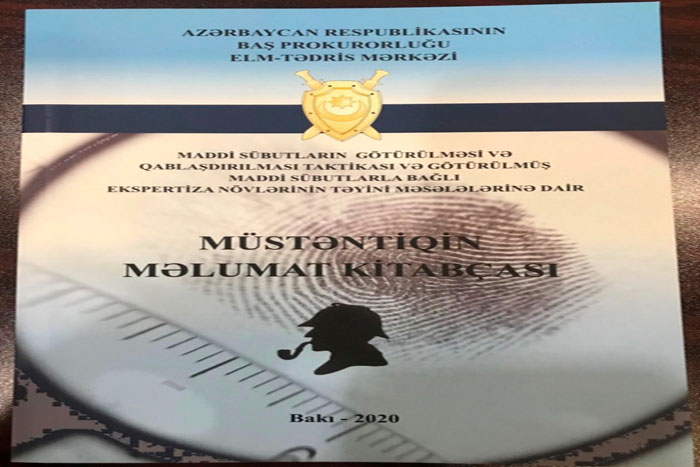 AZƏRBAYCAN RESPUBLİKASININ
BAŞ PROKURORLUĞU
ELM-TƏDRİS MƏRKƏZİ
MADDİ SÜBUTLARIN GÖTÜRÜLMƏSİ VƏ
QABLAŞDIRILMASI TAKTİKASI VƏ GÖTÜRÜLMÜŞ
MADDİ SÜBUTLARLA BAĞLI
EKSPERTİZA NÖVLƏRİNİN TƏYİNİ MƏSƏLƏLƏRİNƏ DAİR
MÜSTƏNTİQİN
MƏLUMAT KİTABÇASI
Bakı - 2020